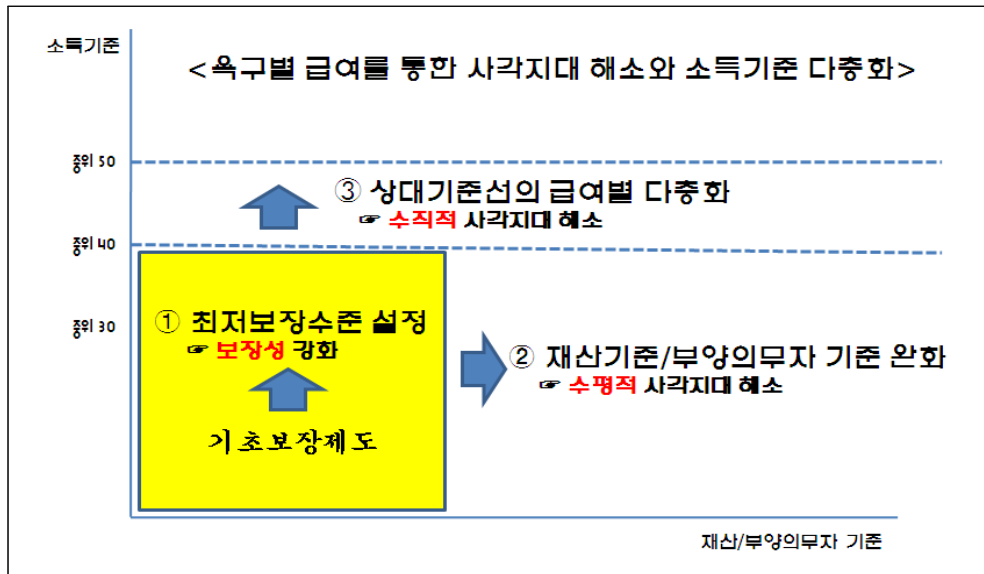 소득기준
<욕구별 급여를 통한 사각지대 해소와 소득기준 다층화>
중위 50
③ 상대기준선의 급여별 다층화
☞ 수직적 사각지대 해소
중위 40
중위 30
① 최저보장수준 설정
☞ 보장성 강화
② 재산기준/부양의무자 기준 완화
☞ 수평적 사각지대 해소
기초보장제도
재산/부양의무자 기준